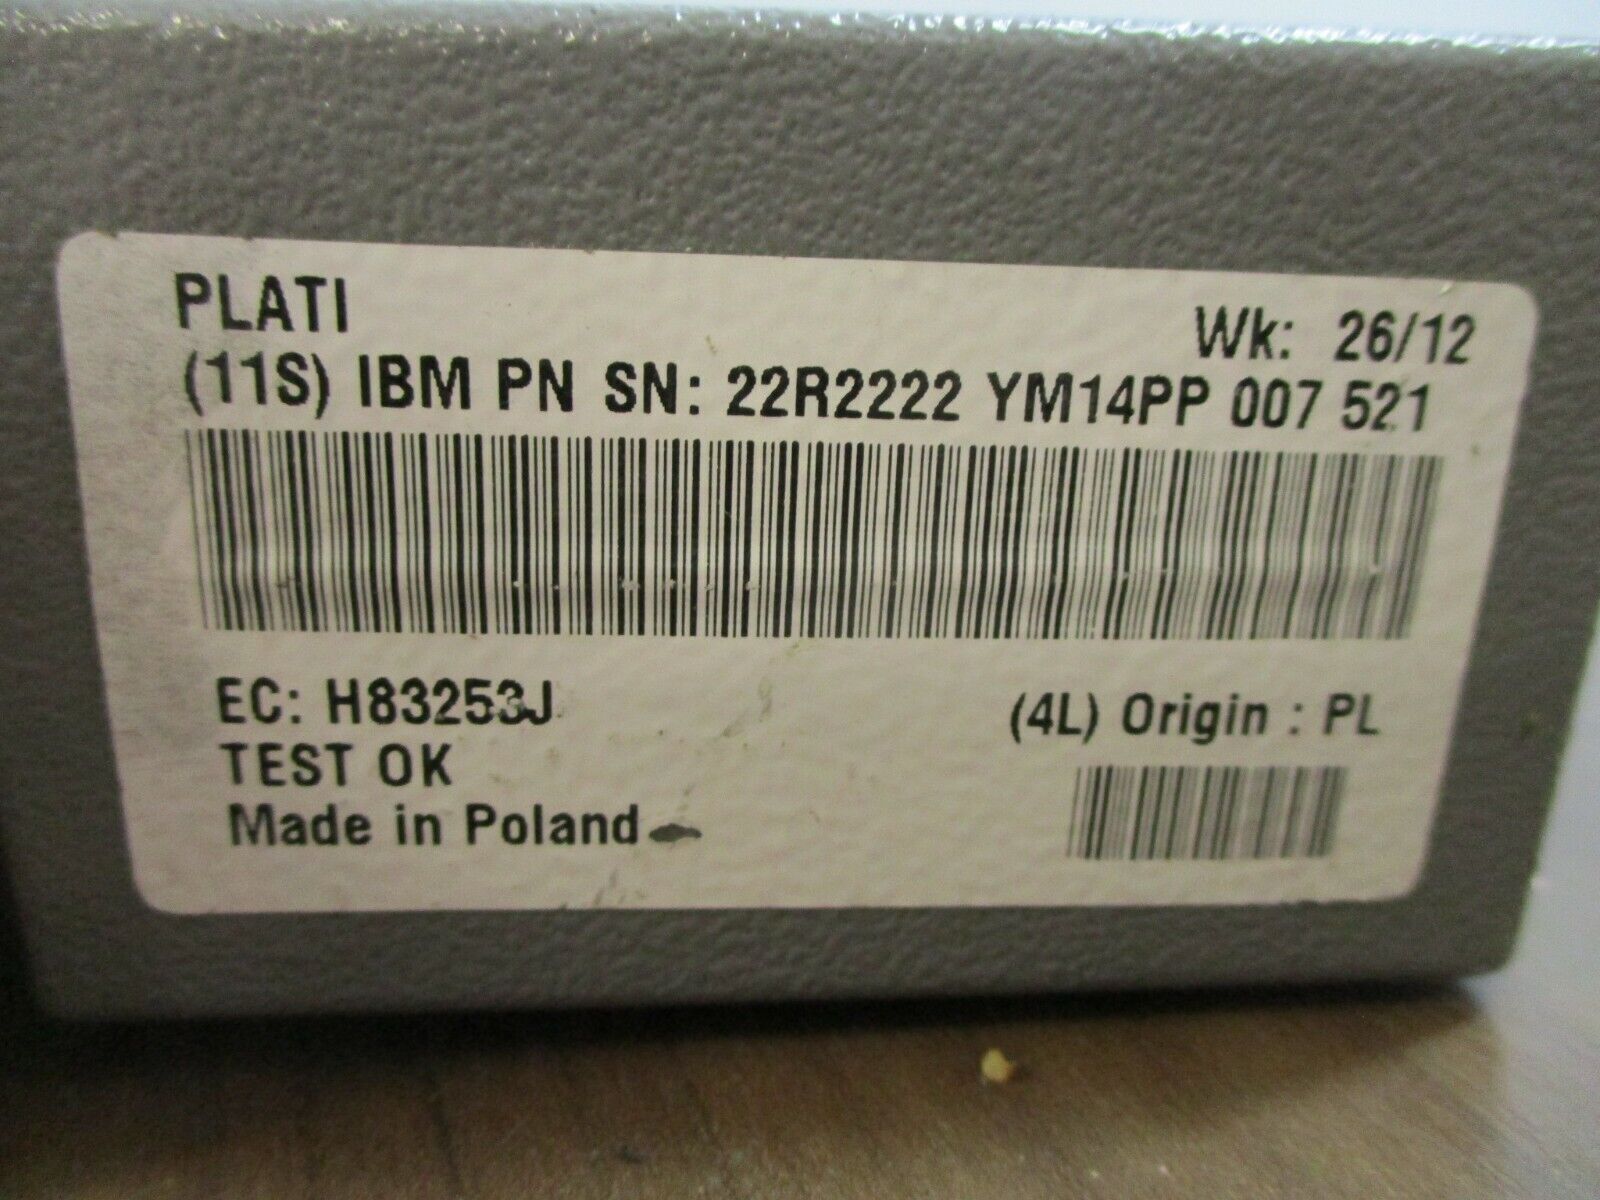 PLATI
Wk: 26/12
(11S) IBM PN SN: 22R2222 YM14PP 007 521
EC: H83253J
(4L) Origin : PL
TEST OK
Made in Poland